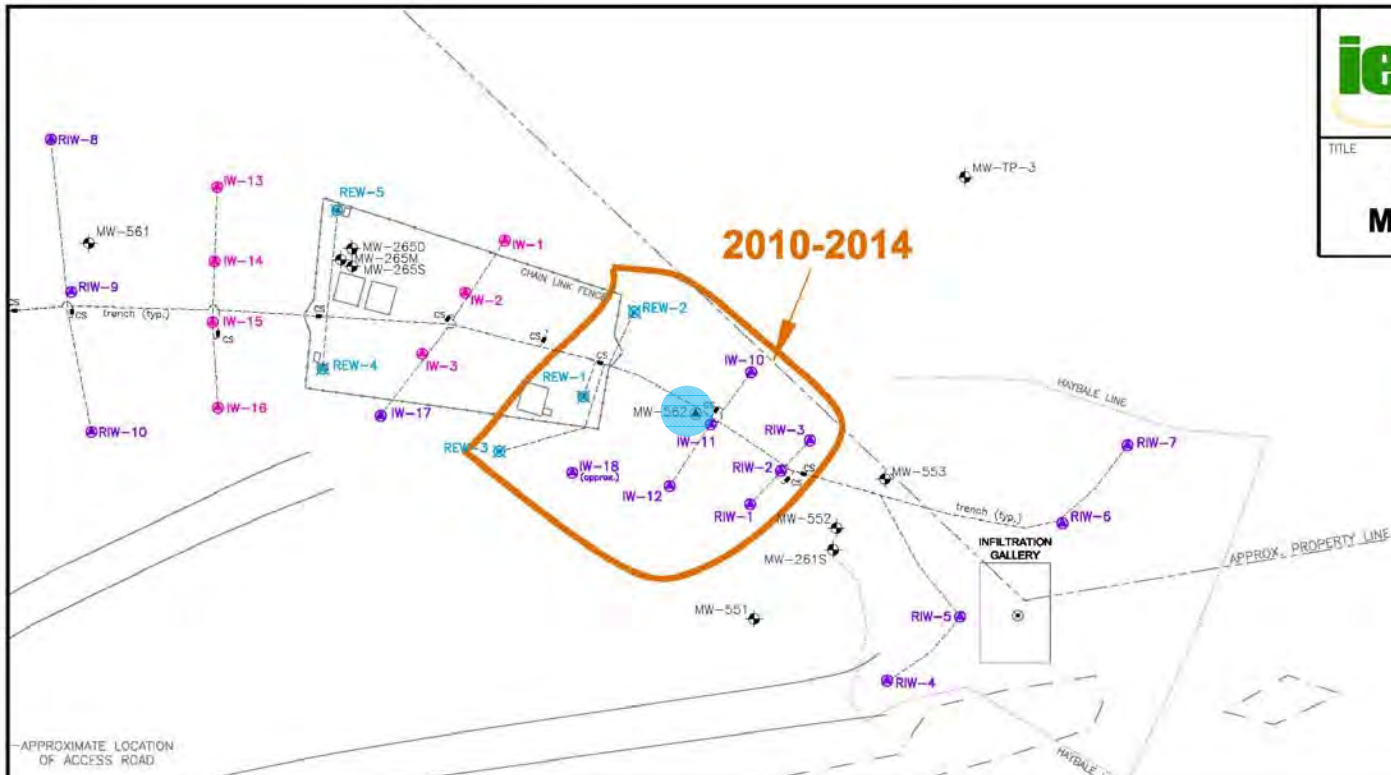 ie
TITLE
M
RIW-8
IW-13
REW-5
MW-TP-3
MW-561
MW-265D
MW-265M
MW-265S
IW-1
2010-2014
IW-14
CHAIN LINK FENCE
RIW-9
IW-2
REW-2
CS
CS
trench (typ.)
CS
CS
IW-15
CS
CS
CS
IW-3
REW-4
REW-1
IW-10
HAYBALE LINE
IW-16
IW-17
MW-562
CS
IW-11
RIW-10
RIW-3
RIW-7
REW-3
IW-18
(approx.)
RIW-2
CS
CS
MW-553
IW-12
RIW-1
trench (typ.)
RIW-6
MW-552
INFILTRATION
GALLERY
MW-261S
APPROX. PROPERTY LINE
MW-551
RIW-5
RIW-4
APPROXIMATE LOCATION
OF ACCESS ROAD
HAYBALE